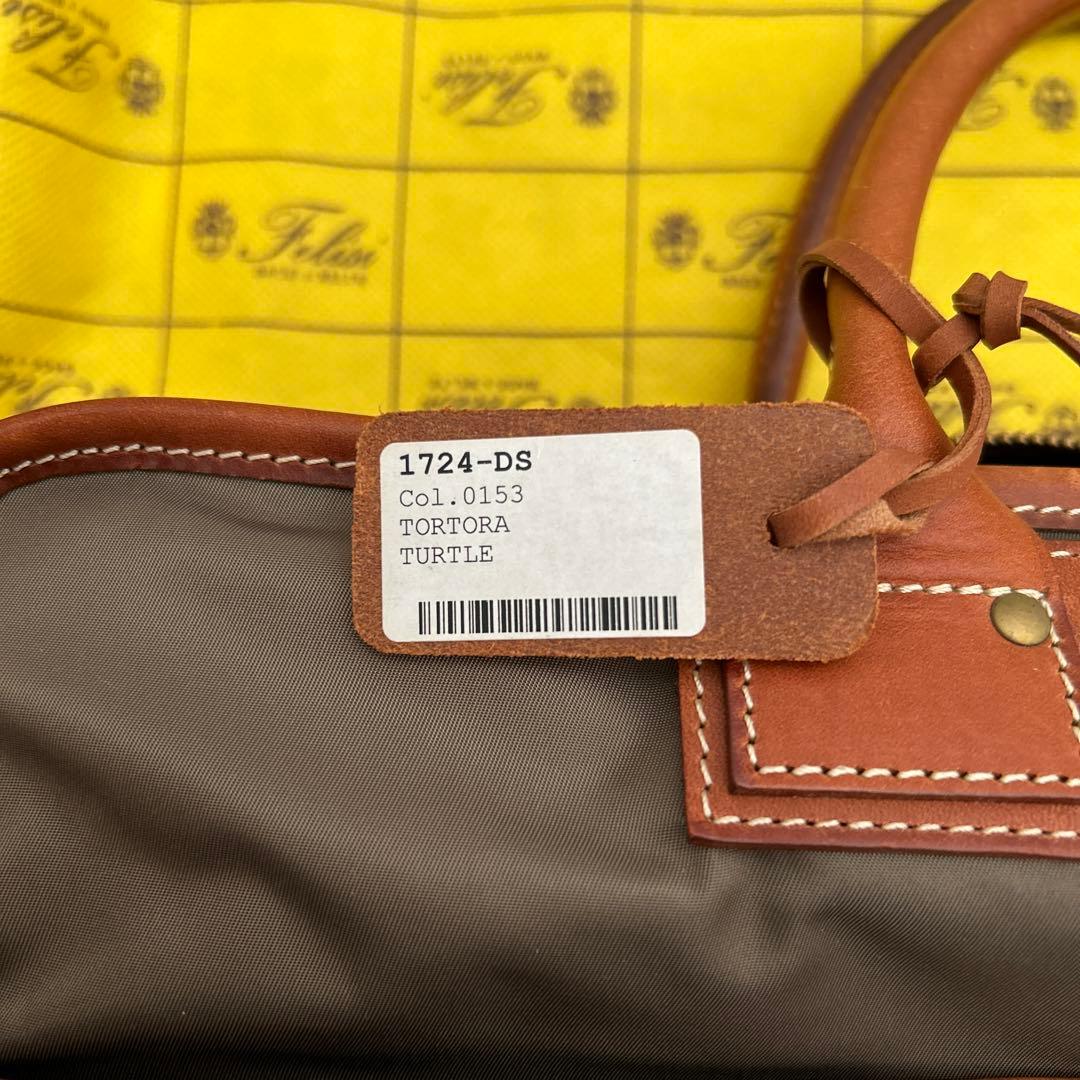 Felisi
Felisi
Felisi
1724-DS
Col.0153
TORTORA
TURTLE